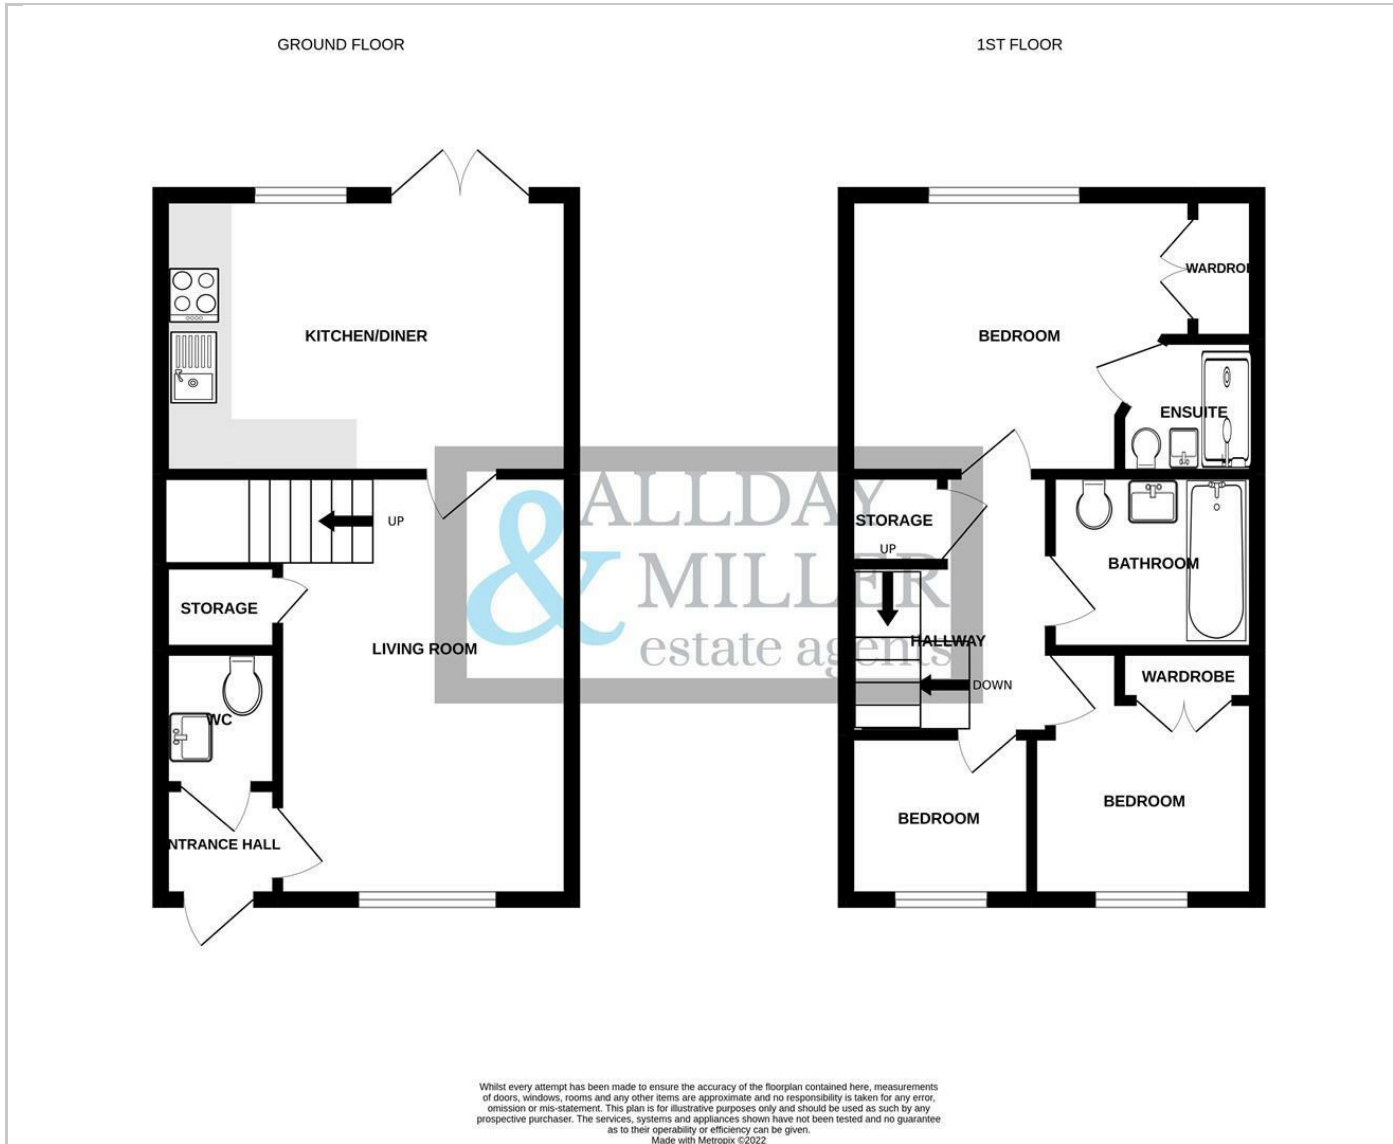 GROUND FLOOR
1ST FLOOR
KITCHEN/DINER
UP
STORAGE
LIVING ROOM
WC
NTRANCE HALL
WARDROB
BEDROOM
ENSUITE
STORAGE
UP
BATHROOM
HALLWAY
DOWN
WARDROBE
BEDROOM
BEDROOM
& ALLDAY
MILLER
estate agents
Whilst every attempt has been made to ensure the accuracy of the floorplan contained here, measurements
of doors, windows, rooms and any other items are approximate and no responsibility is taken for any error,
omission or mis-statement. This plan is for illustrative purposes only and should be used as such by any
prospective purchaser. The services, systems and appliances shown have not been tested and no guarantee
as to their operability or efficiency can be given.
Made with Metropix ©2022